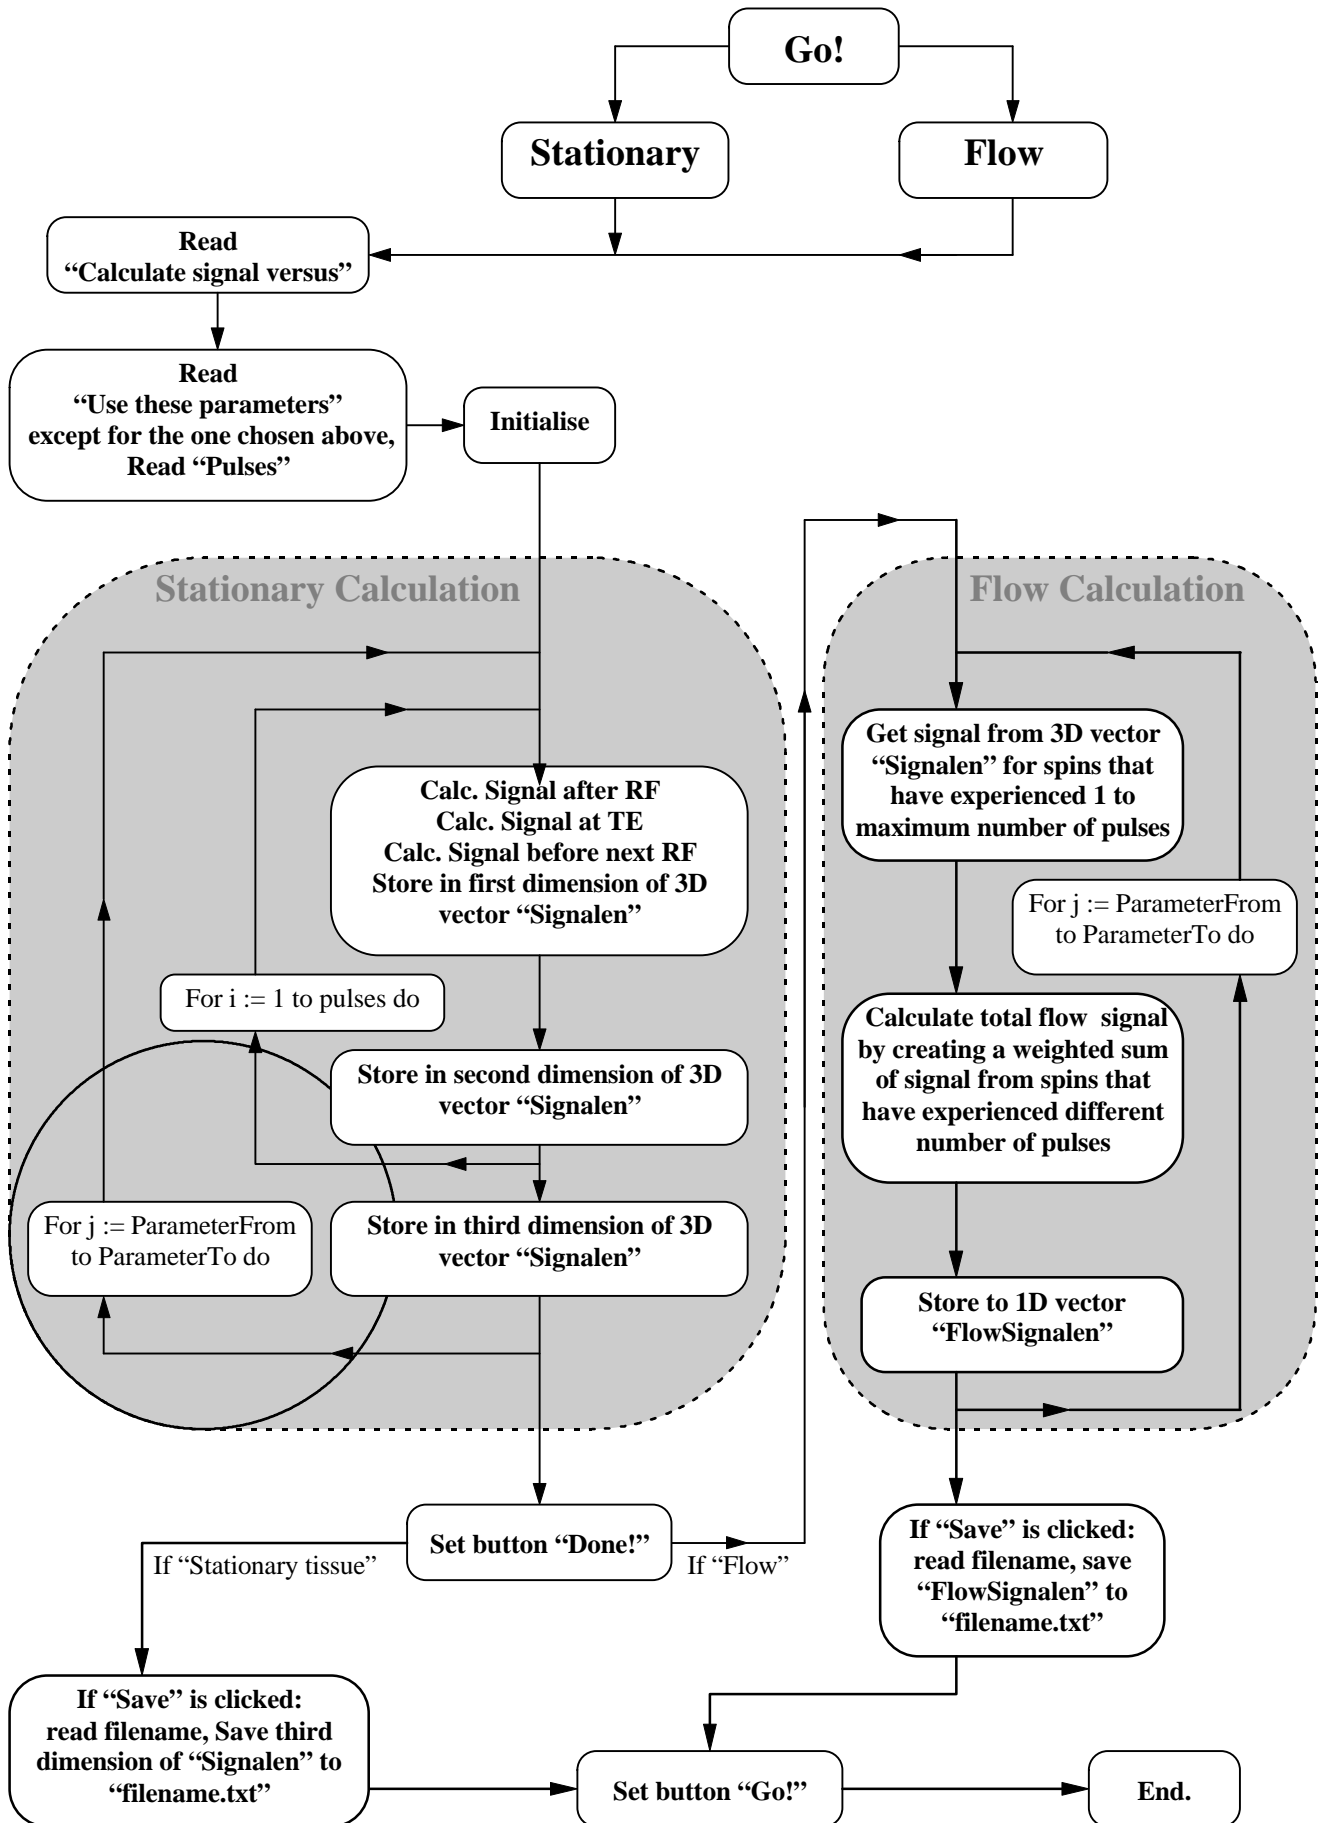 Go!
Stationary
Flow
Read
“Calculate signal versus”
Read
“Use these parameters”
except for the one chosen above,
Read “Pulses”
Initialise
Stationary Calculation
Calc. Signal after RF
Calc. Signal at TE
Calc. Signal before next RF
Store in first dimension of 3D
vector “Signalen”
For i := 1 to pulses do
Store in second dimension of 3D
vector “Signalen”
For j := ParameterFrom
to ParameterTo do
Store in third dimension of 3D
vector “Signalen”
Set button “Done!”
If “Stationary tissue”
If “Flow”
Flow Calculation
Get signal from 3D vector
“Signalen” for spins that
have experienced 1 to
maximum number of pulses
For j := ParameterFrom
to ParameterTo do
Calculate total flow signal
by creating a weighted sum
of signal from spins that
have experienced different
number of pulses
Store to 1D vector
“FlowSignalen”
If “Save” is clicked:
read filename, save
“FlowSignalen” to
“filename.txt”
If “Save” is clicked:
read filename, Save third
dimension of “Signalen” to
“filename.txt”
Set button “Go!”
End.